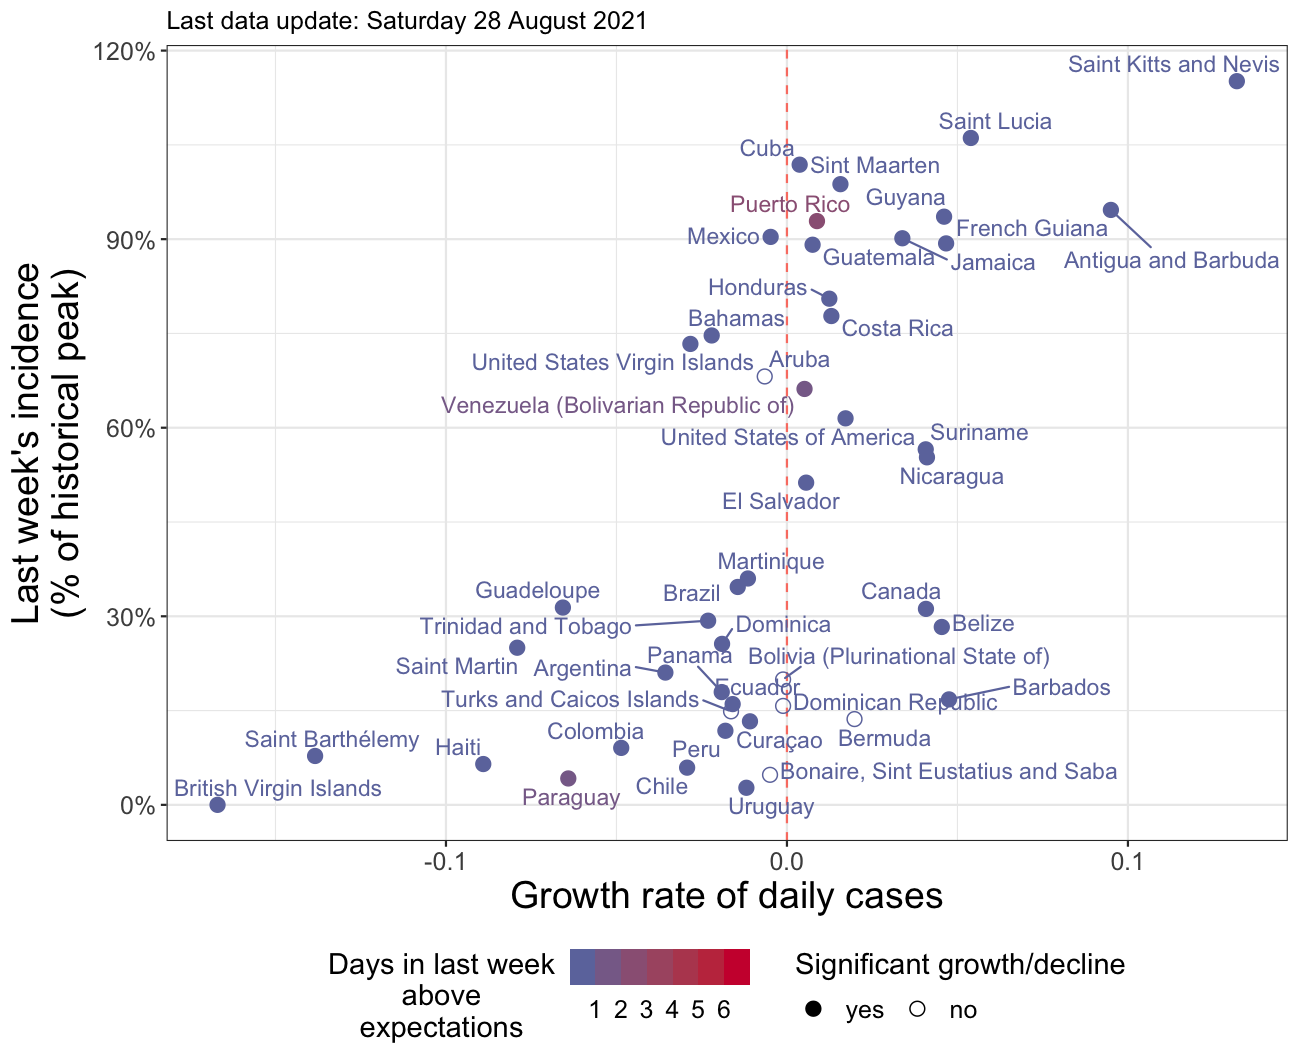 Last data update: Saturday 28 August 2021
120%
90%
60%
30%
0%
Last week's incidence
(% of historical peak)
Saint Kitts and Nevis
Saint Lucia
Cuba
Sint Maarten
Guyana
Puerto Rico
French Guiana
Mexico
Guatemala
Jamaica
Antigua and Barbuda
Honduras
Bahamas
Costa Rica
United States Virgin Islands
Aruba
Venezuela (Bolivarian Republic of)
United States of America
Suriname
Nicaragua
El Salvador
Martinique
Guadeloupe
Brazil
Canada
Trinidad and Tobago
Dominica
Belize
Saint Martin
Argentina
Panama
Bolivia (Plurinational State of)
Ecuador
Barbados
Turks and Caicos Islands
Dominican Republic
Colombia
Saint Barthélemy
Haiti
Peru
Curaçao
Bermuda
Bonaire, Sint Eustatius and Saba
British Virgin Islands
Paraguay
Chile
Uruguay
-0.1
0.0
0.1
Growth rate of daily cases
Days in last week
above
expectations
1 2 3 4 5 6
Significant growth/decline
yes
no